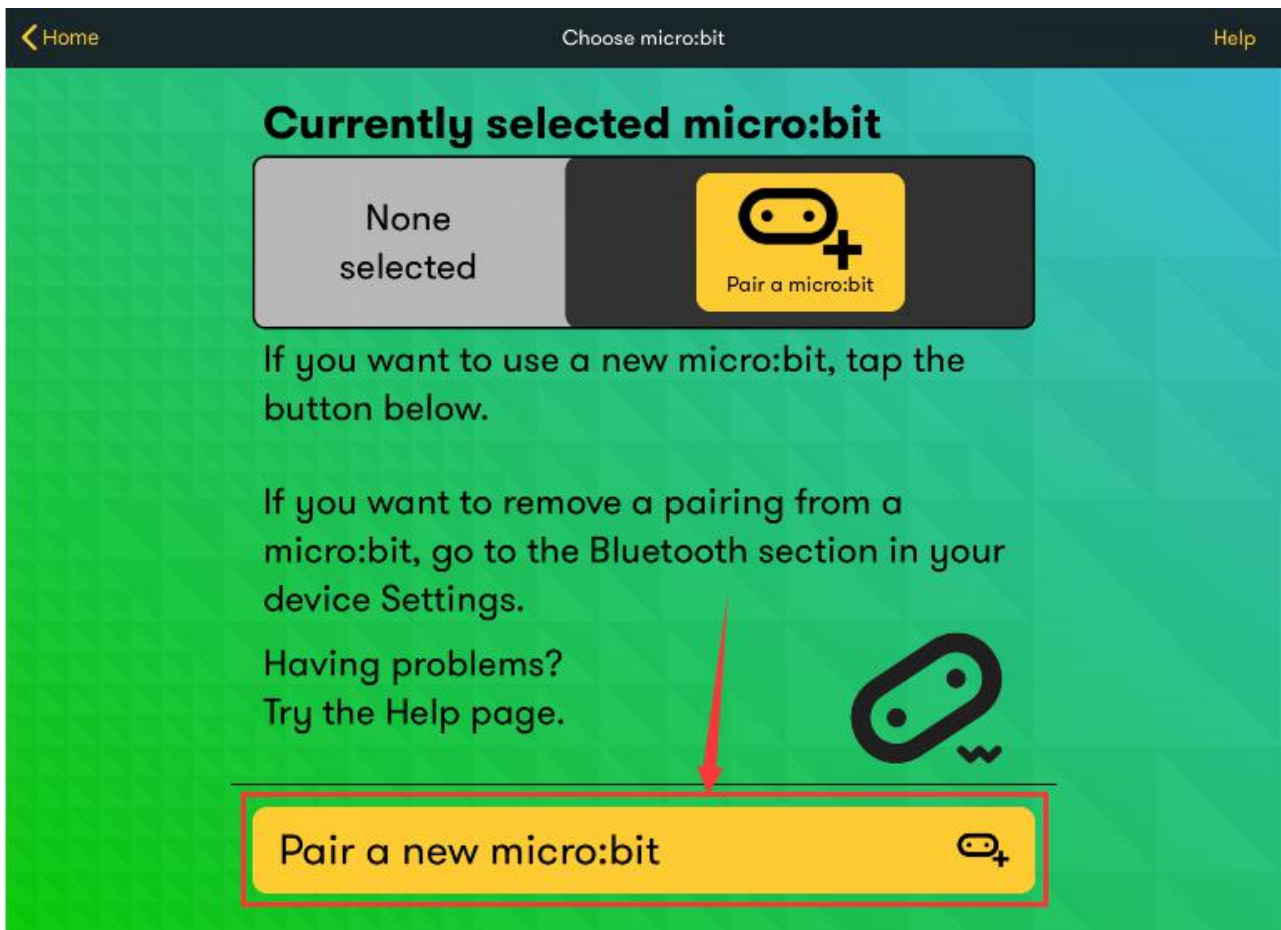 Home
Choose micro:bit
Help
Currently selected micro:bit
None
selected
Pair a micro:bit
If you want to use a new micro:bit, tap the
button below.
If you want to remove a pairing from a
micro:bit, go to the Bluetooth section in your
device Settings.
Having problems?
Try the Help page.
Pair a new micro:bit